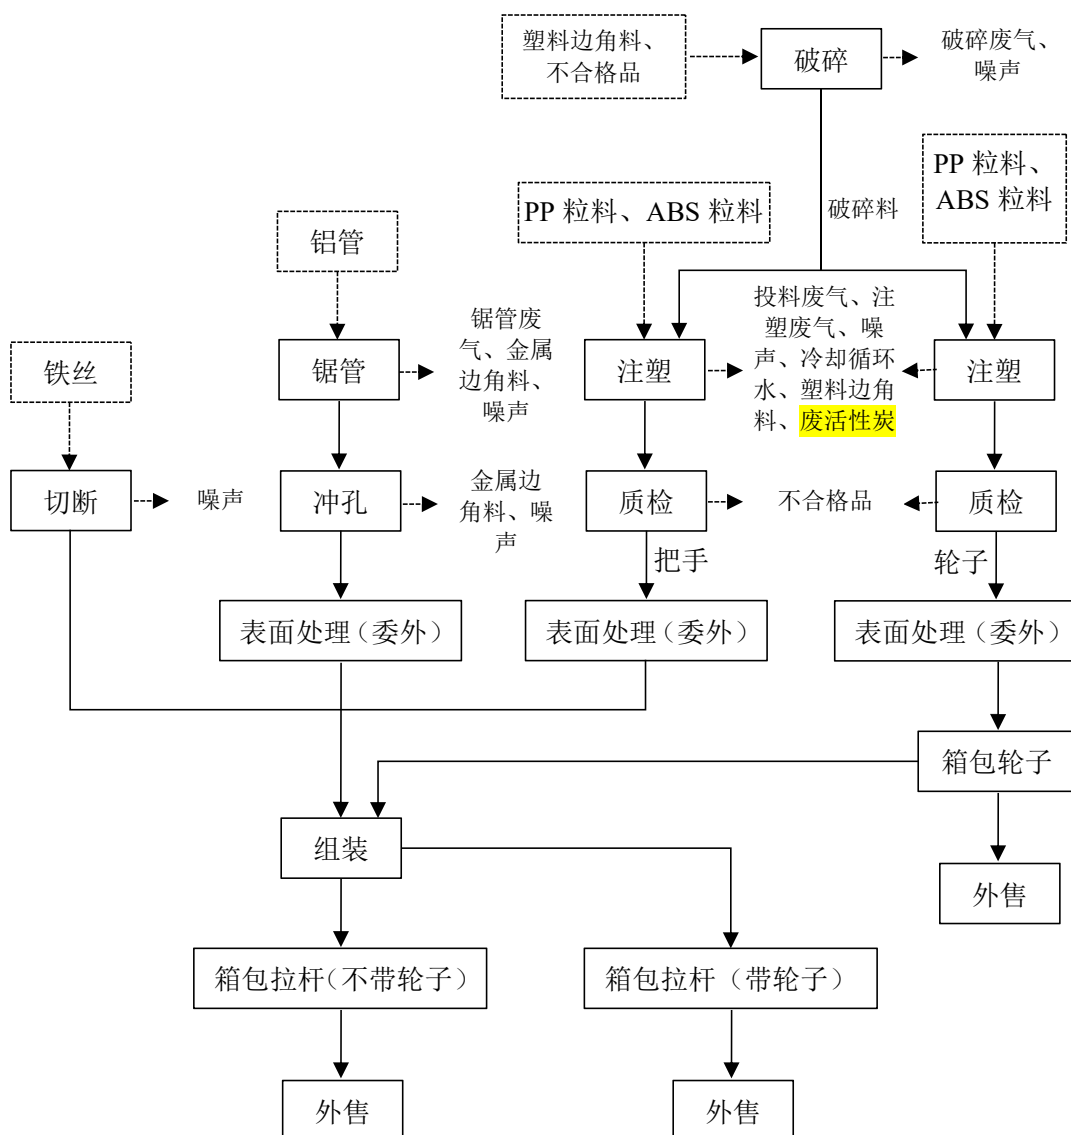 塑料边角料、
不合格品
破碎
破碎废气、
噪声
PP 粒料、
ABS 粒料
PP 粒料、ABS 粒料
破碎料
铝管
投料废气、注
塑废气、噪
声、冷却循环
水、塑料边角
料、废活性炭
锯管废
气、金属
边角料、
噪声
铁丝
锯管
注塑
注塑
切断
噪声
冲孔
金属边
角料、噪
声
质检
不合格品
质检
把手
轮子
表面处理（委外）
表面处理（委外）
表面处理（委外）
箱包轮子
组装
外售
箱包拉杆（不带轮子）
箱包拉杆（带轮子）
外售
外售